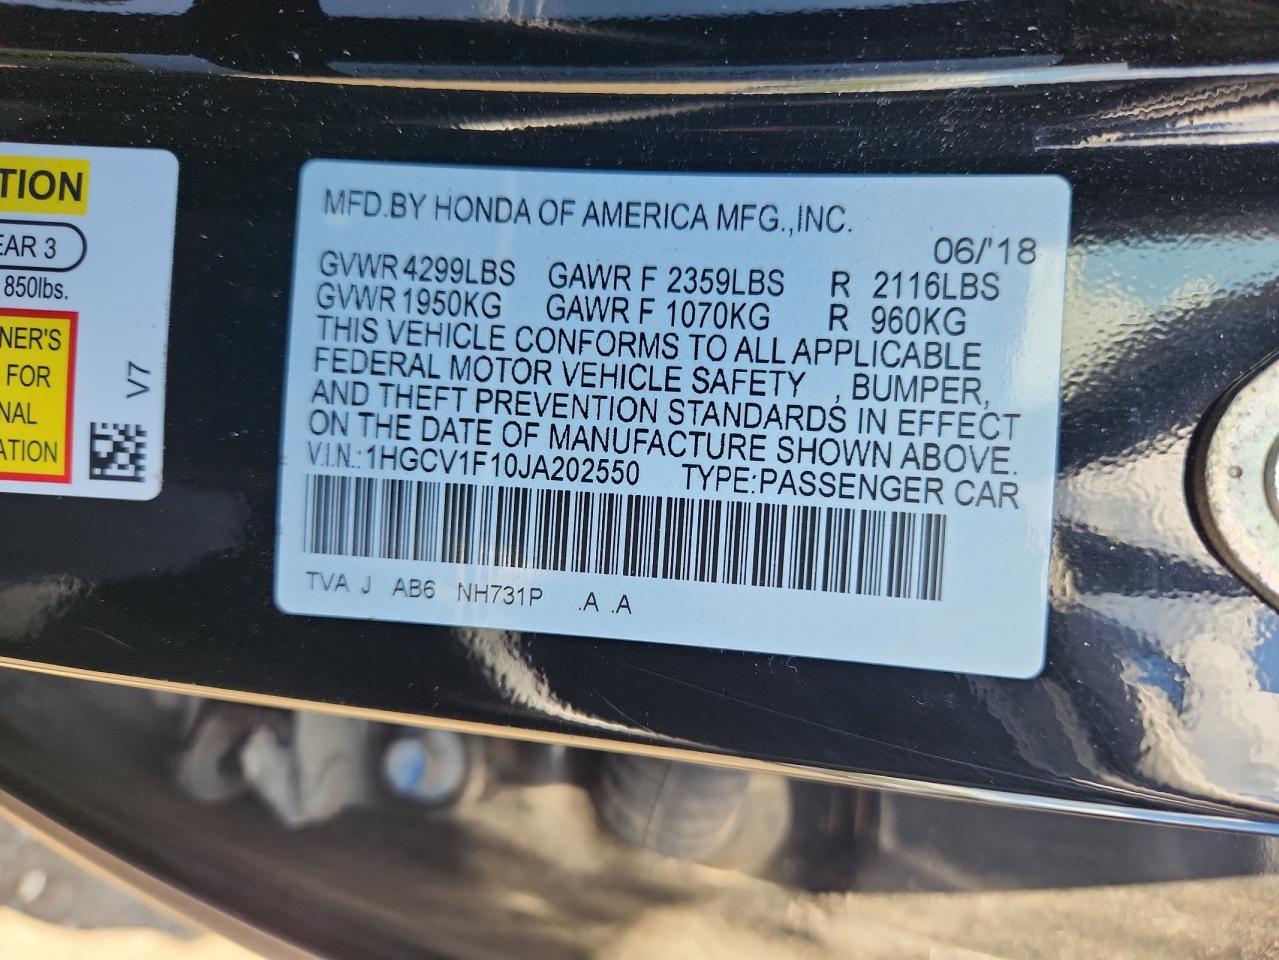 TION
EAR 3
850lbs.
NER'S
FOR
NAL
ATION
V7
MFD.BY HONDA OF AMERICA MFG.,INC.
06/'18
GVWR 4299LBS GAWR F 2359LBS R 2116LBS
GVWR 1950KG GAWR F 1070KG R 960KG
THIS VEHICLE CONFORMS TO ALL APPLICABLE
FEDERAL MOTOR VEHICLE SAFETY , BUMPER,
AND THEFT PREVENTION STANDARDS IN EFFECT
ON THE DATE OF MANUFACTURE SHOWN ABOVE.
V.I.N.: 1HGCV1F10JA202550 TYPE:PASSENGER CAR
TVA J AB6 NH731P .A .A